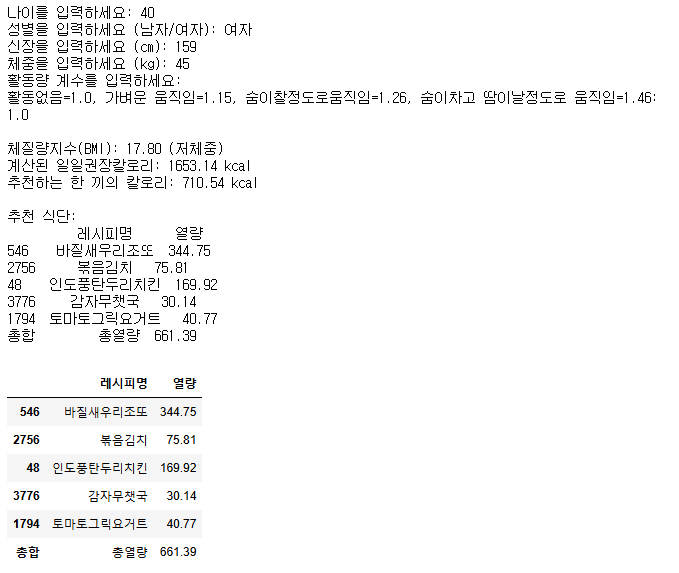 나이를 입력하세요: 40
성별을 입력하세요 (남자/여자): 여자
신장을 입력하세요 (cm): 159
체중을 입력하세요 (kg): 45
활동량 계수를 입력하세요:
활동없음=1.0, 가벼운 움직임=1.15, 숨이찰정도로움직임=1.26, 숨이차고 땀이날정도로 움직임=1.46:
1.0
체질량지수(BMI): 17.80 (저체중)
계산된 일일권장칼로리: 1653.14 kcal
추천하는 한 끼의 칼로리: 710.54 kcal
추천 식단:
레시피명 열량
546 바질새우리조또 344.75
2756 볶음김치 75.81
48 인도풍탄두리치킨 169.92
3776 감자무챗국 30.14
1794 토마토그릭요거트 40.77
총합 총열량 661.39
레시피명 열량
546 바질새우리조또 344.75
2756 볶음김치 75.81
48 인도풍탄두리치킨 169.92
3776 감자무챗국 30.14
1794 토마토그릭요거트 40.77
총합 총열량 661.39